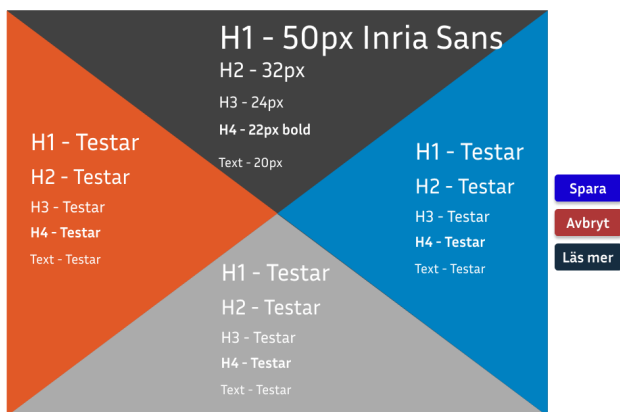 H1 - 50px Inria Sans
H2 - 32px
H3 - 24px
H4 - 22px bold
Text - 20px
H1 - Testar
H2 - Testar
H3 - Testar
H4 - Testar
Text - Testar
H1 - Testar
H2 - Testar
H3 - Testar
H4 - Testar
Text - Testar
H1 - Testar
H2 - Testar
H3 - Testar
H4 - Testar
Text - Testar
Spara
Avbryt
Läs mer